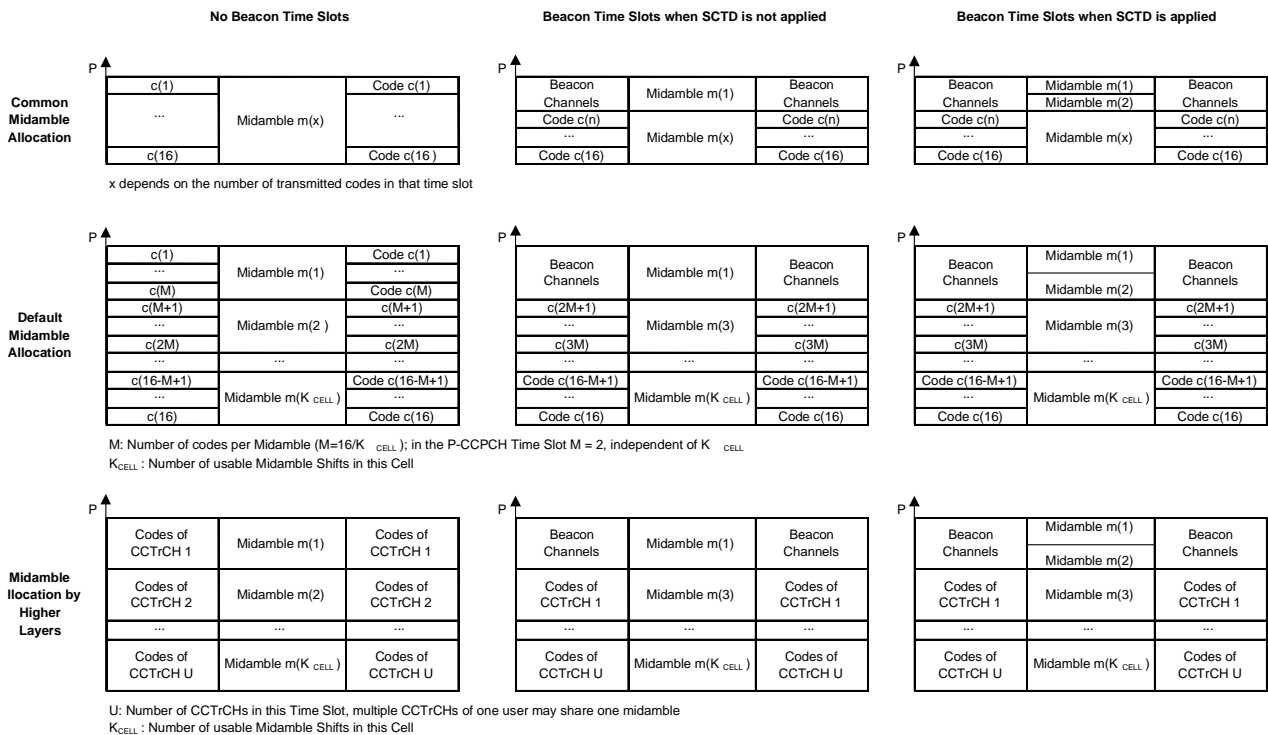 No Beacon Time Slots
Beacon Time Slots when SCTD is not applied
Beacon Time Slots when SCTD is applied
Common
Midamble
Allocation
P
c(1)
...
c(16)
Midamble m(x)
Code c(1)
...
Code c(16)
P
Beacon
Channels
Code c(n)
...
Code c(16)
Midamble m(1)
Midamble m(x)
Beacon
Channels
Code c(n)
...
Code c(16)
P
Beacon
Channels
Code c(n)
...
Code c(16)
Midamble m(1)
Midamble m(2)
Midamble m(x)
Beacon
Channels
Code c(n)
...
Code c(16)
x depends on the number of transmitted codes in that time slot
Default
Midamble
Allocation
P
c(1)
...
c(M)
c(M+1)
...
c(2M)
...
c(16-M+1)
...
c(16)
Midamble m(1)
Midamble m(2 )
...
Midamble m(K CELL )
Code c(1)
...
Code c(M)
c(M+1)
...
c(2M)
...
Code c(16-M+1)
...
Code c(16)
P
Beacon
Channels
c(2M+1)
...
c(3M)
...
Code c(16-M+1)
...
Code c(16)
Midamble m(1)
Midamble m(3)
...
Midamble m(K CELL )
Beacon
Channels
c(2M+1)
...
c(3M)
...
Code c(16-M+1)
...
Code c(16)
P
Beacon
Channels
c(2M+1)
...
c(3M)
...
Code c(16-M+1)
...
Code c(16)
Midamble m(1)
Midamble m(2)
Midamble m(3)
...
Midamble m(K CELL )
Beacon
Channels
c(2M+1)
...
c(3M)
...
Code c(16-M+1)
...
Code c(16)
M: Number of codes per Midamble (M=16/K CELL ); in the P-CCPCH Time Slot M = 2, independent of K CELL
KCELL : Number of usable Midamble Shifts in this Cell
Midamble
llocation by
Higher
Layers
P
Codes of
CCTrCH 1
Codes of
CCTrCH 2
...
Codes of
CCTrCH U
Midamble m(1)
Midamble m(2)
...
Midamble m(K CELL )
Codes of
CCTrCH 1
Codes of
CCTrCH 2
...
Codes of
CCTrCH U
P
Beacon
Channels
Codes of
CCTrCH 1
...
Codes of
CCTrCH U
Midamble m(1)
Midamble m(3)
...
Midamble m(K CELL )
Beacon
Channels
Codes of
CCTrCH 1
...
Codes of
CCTrCH U
P
Beacon
Channels
Codes of
CCTrCH 1
...
Codes of
CCTrCH U
Midamble m(1)
Midamble m(2)
Midamble m(3)
...
Midamble m(K CELL )
Beacon
Channels
Codes of
CCTrCH 1
...
Codes of
CCTrCH U
U: Number of CCTrCHs in this Time Slot, multiple CCTrCHs of one user may share one midamble
KCELL : Number of usable Midamble Shifts in this Cell